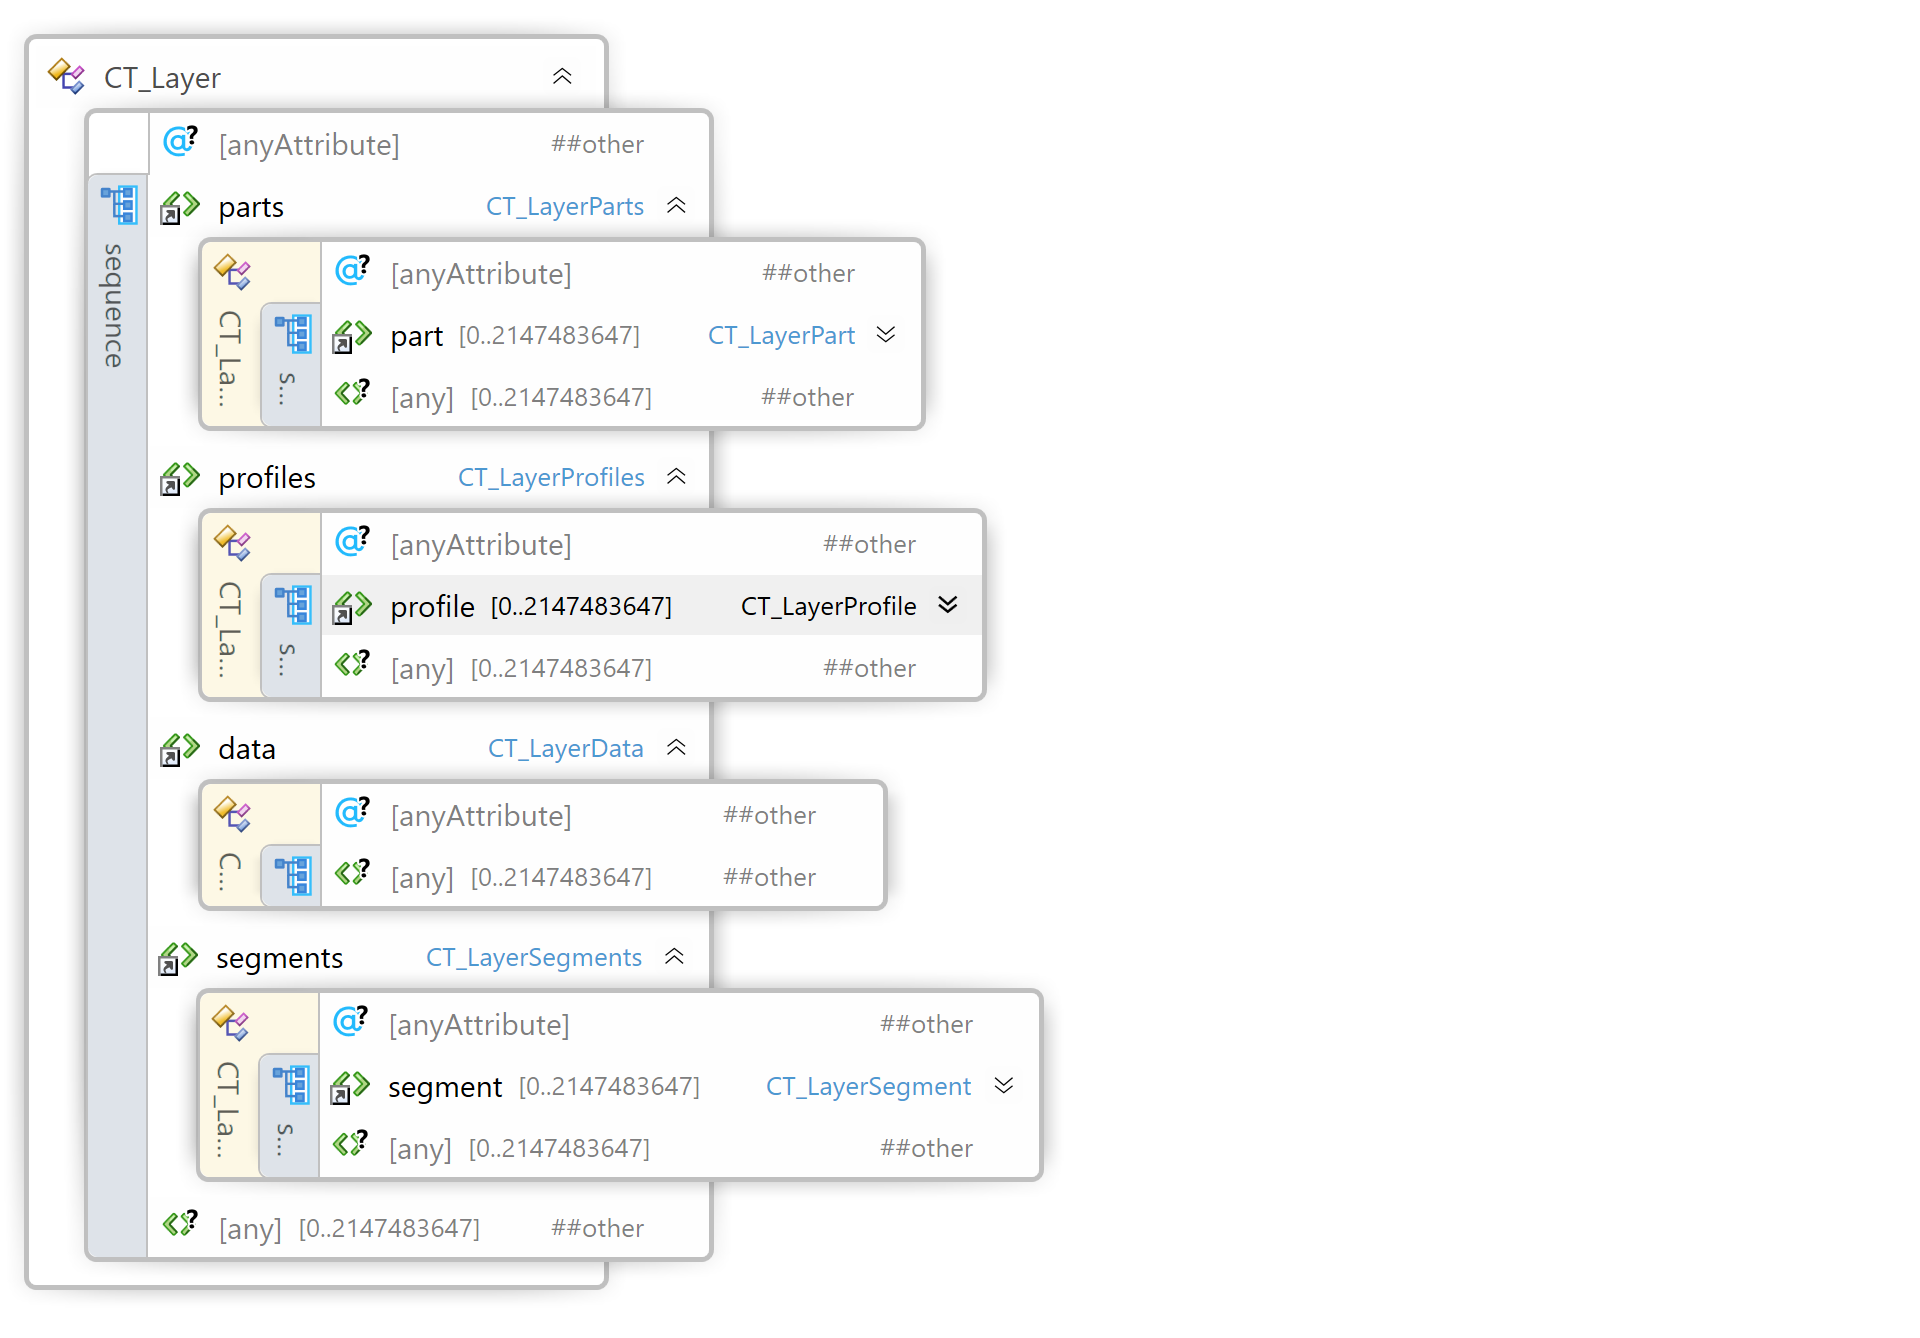 CT_Layer
[anyAttribute] ##other
sequence
parts CT_LayerParts
CT_La...
s...
[anyAttribute] ##other
part [0..2147483647] CT_LayerPart
[any] [0..2147483647] ##other
profiles CT_LayerProfiles
CT_La...
s...
[anyAttribute] ##other
profile [0..2147483647] CT_LayerProfile
[any] [0..2147483647] ##other
data CT_LayerData
C...
[anyAttribute] ##other
[any] [0..2147483647] ##other
segments CT_LayerSegments
CT_La...
s...
[anyAttribute] ##other
segment [0..2147483647] CT_LayerSegment
[any] [0..2147483647] ##other
[any] [0..2147483647] ##other